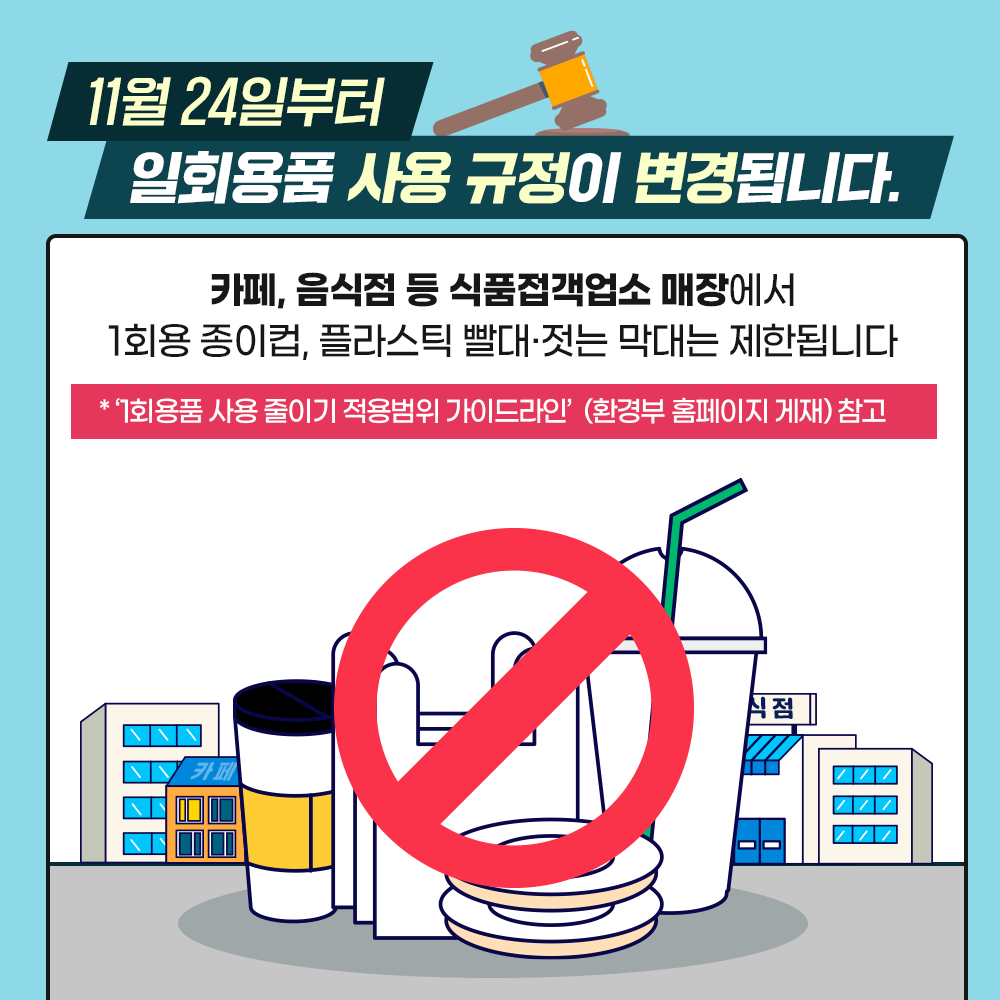 11월 24일부터
일회용품 사용 규정이 변경됩니다.
카페, 음식점 등 식품접객업소 매장에서
1회용 종이컵, 플라스틱 빨대·젓는 막대는 제한됩니다
* ‘1회용품 사용 줄이기 적용범위 가이드라인’ (환경부 홈페이지 게재) 참고
식점
카페